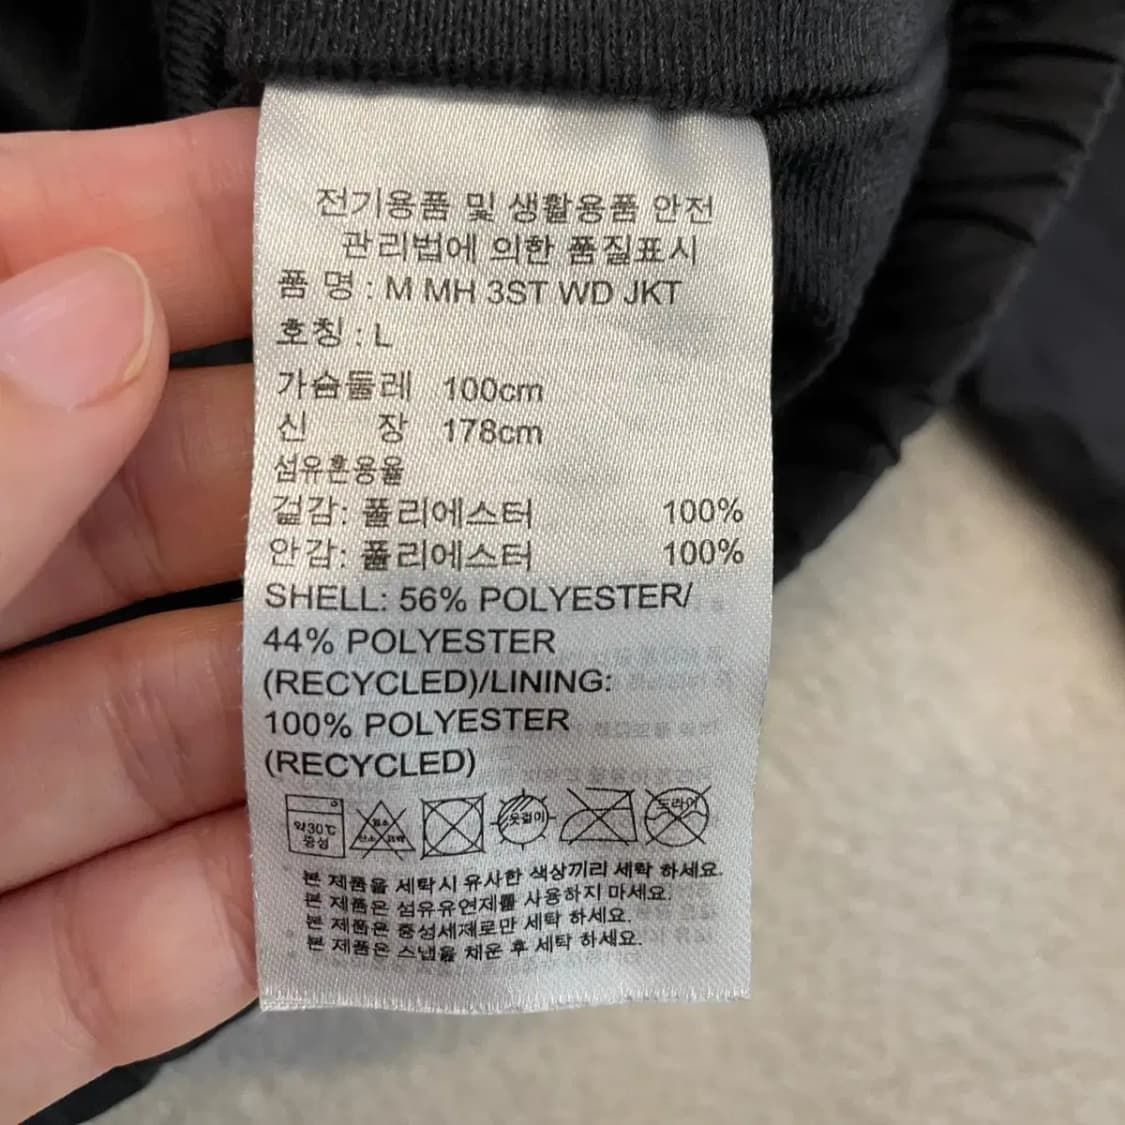 전기용품 및 생활용품 안전
관리법에 의한 품질표시
품 명 : M MH 3ST WD JKT
호칭 : L
가슴둘레 100cm
신 장 178cm
섬유혼용율
겉감: 폴리에스터 100%
안감: 폴리에스터 100%
SHELL: 56% POLYESTER/
44% POLYESTER
(RECYCLED)/LINING:
100% POLYESTER
(RECYCLED)
약30℃ 중성 염소 산소 표백 옷걸이 드라이
본 제품을 세탁시 유사한 색상끼리 세탁 하세요.
본 제품은 섬유유연제를 사용하지 마세요.
본 제품은 중성세제로만 세탁 하세요.
본 제품은 스냅을 채운 후 세탁 하세요.